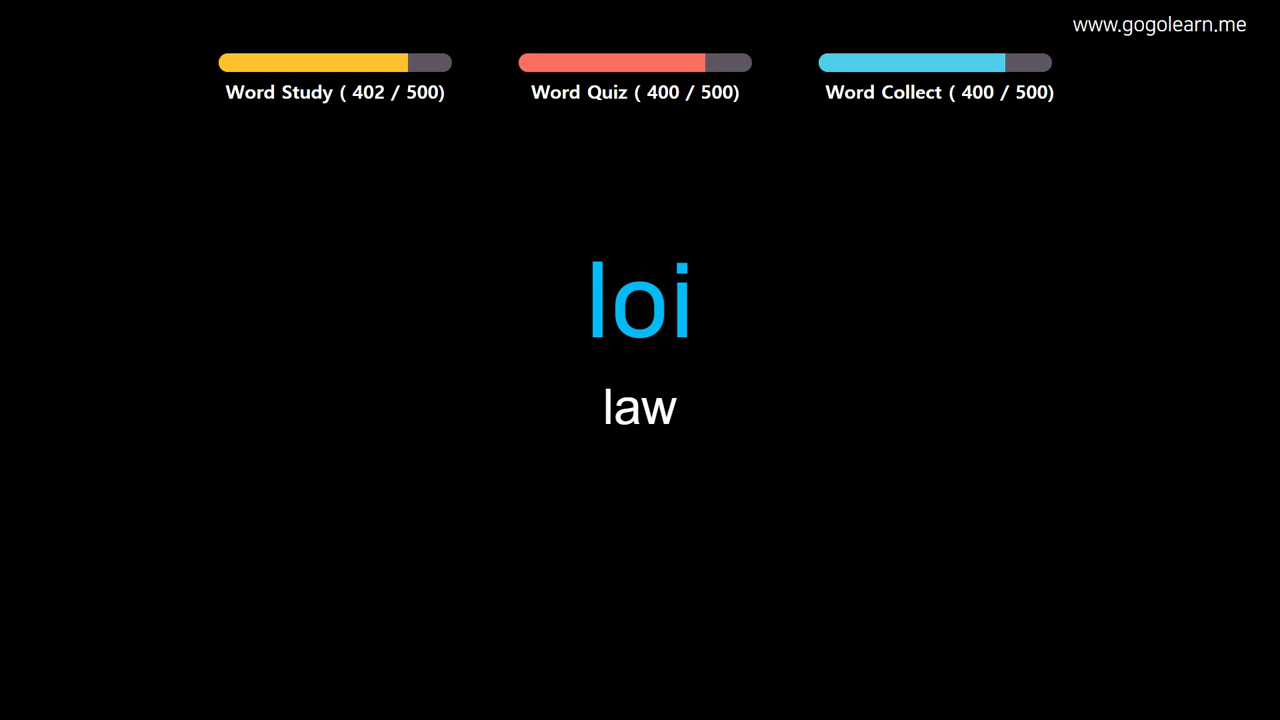 www.gogolearn.me
Word Study ( 402 / 500)
Word Quiz ( 400 / 500)
Word Collect ( 400 / 500)
loi
law